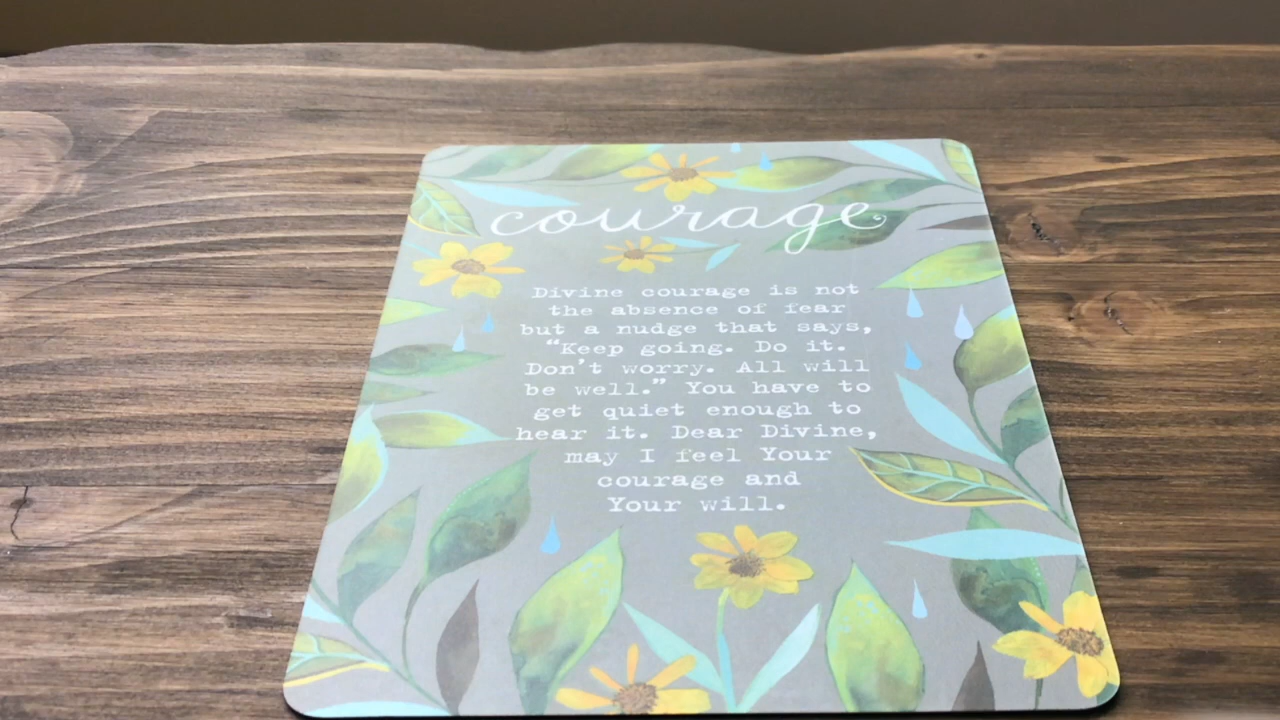 courage
Divine courage is not
the absence of fear
but a nudge that says,
“Keep going. Do it.
Don’t worry. All will
be well.” You have to
get quiet enough to
hear it. Dear Divine,
may I feel Your
courage and
Your will.